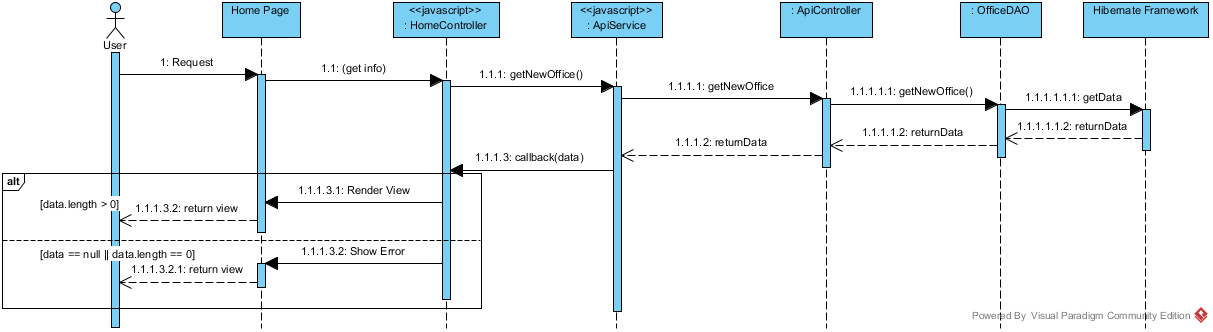 Home Page
<<javascript>>
: HomeController
<<javascript>>
: ApiService
: ApiController
: OfficeDAO
Hibernate Framework
User
1: Request
1.1: (get info)
1.1.1: getNewOffice()
1.1.1.1: getNewOffice
1.1.1.1.1: getNewOffice()
1.1.1.1.1.1: getData
1.1.1.1.1.2: returnData
1.1.1.1.2: returnData
1.1.1.2: returnData
1.1.1.3: callback(data)
alt
1.1.1.3.1: Render View
[data.length > 0]
1.1.1.3.2: return view
[data == null || data.length == 0]
1.1.1.3.2: Show Error
1.1.1.3.2.1: return view
Powered By Visual Paradigm Community Edition